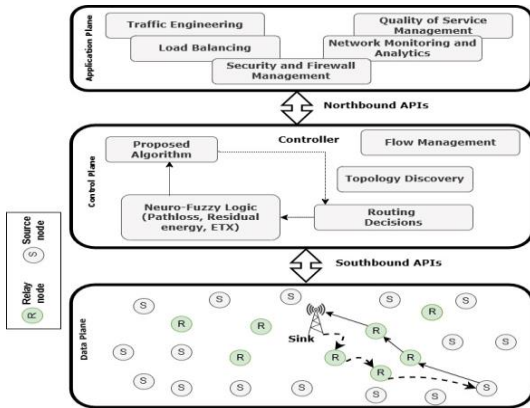 Application Plane
Traffic Engineering
Quality of Service
Management
Load Balancing
Network Monitoring and
Analytics
Security and Firewall
Management
Northbound APIs
Control Plane
Controller
Proposed
Algorithm
Flow Management
Topology Discovery
Neuro-Fuzzy Logic
(Pathloss, Residual
energy, ETX)
Routing
Decisions
Southbound APIs
Source
node
S
Relay
node
R
Data Plane
S
S
S
S
S
R
R
R
R
Sink
S
S
S
S
R
R
R
R
S
S
S
S
S
S
S